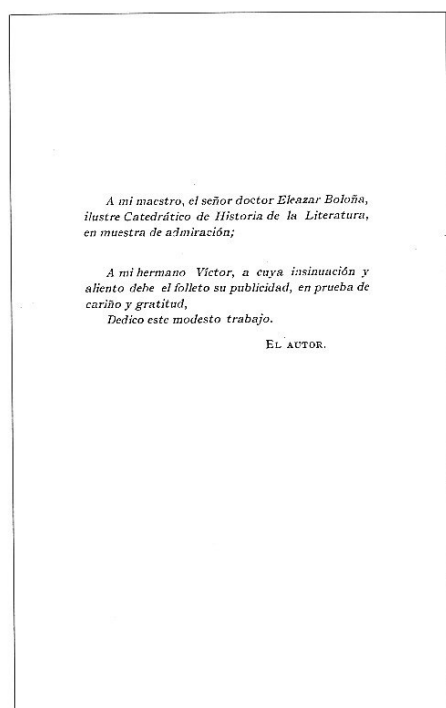 A mi maestro, el señor doctor Eleazar Boloña,
ilustre Catedrático de Historia de la Literatura,
en muestra de admiración;
A mi hermano Víctor, a cuya insinuación y
aliento debe el folleto su publicidad, en prueba de
cariño y gratitud,
Dedico este modesto trabajo.
EL AUTOR.